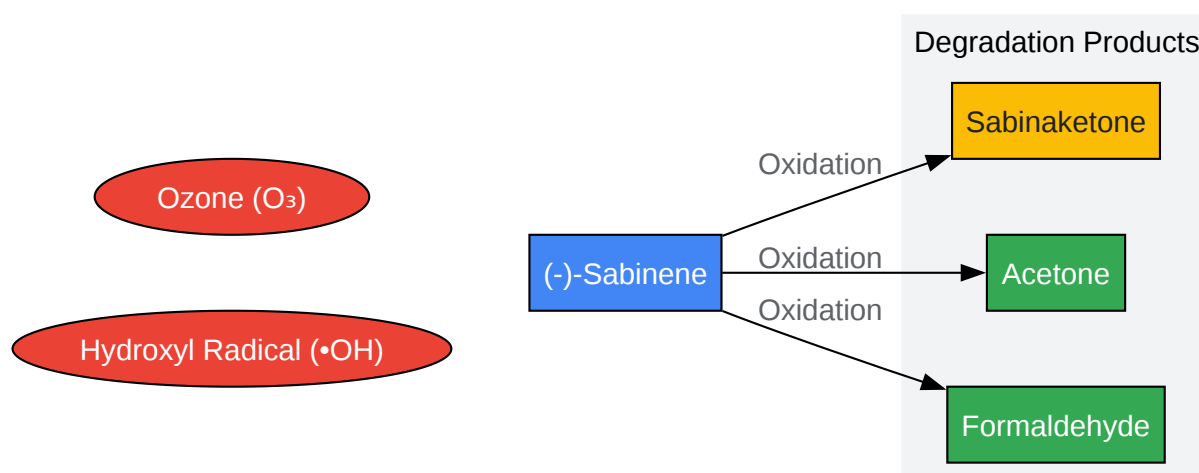 Degradation Products
Sabinaketone
Oxidation
Ozone (O₃)
(-)-Sabinene
Oxidation
Acetone
Oxidation
Hydroxyl Radical (•OH)
Formaldehyde